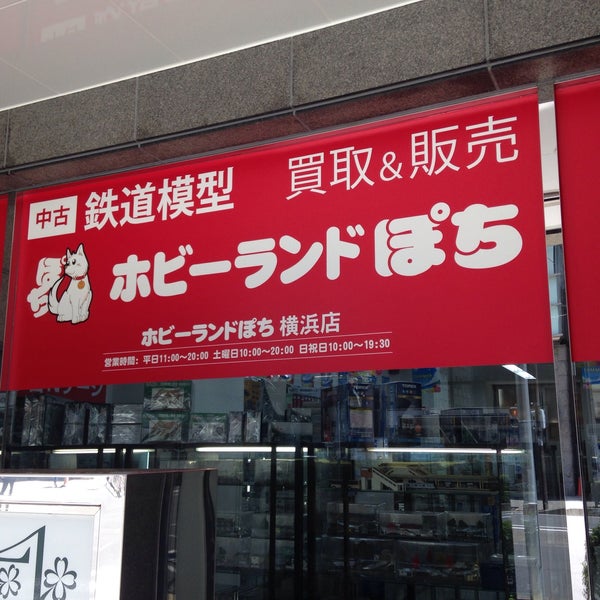 中古 鉄道模型 買取&販売
ホビーランドぽち
ぽち
ホビーランドぽち 横浜店
営業時間: 平日11:00～20:00 土曜日10:00～20:00 日祝日10:00～19:30